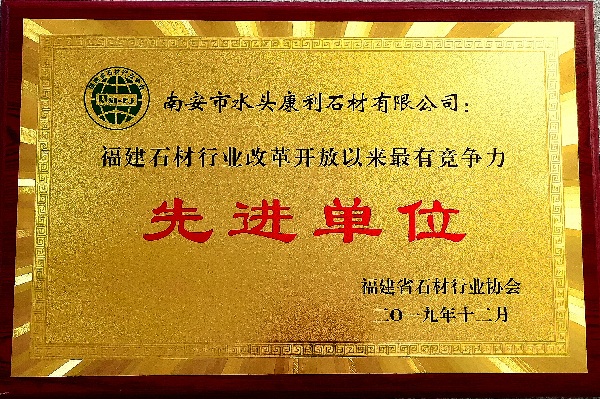 南安市水头康利石材有限公司：
福建石材行业改革开放以来最有竞争力
先进单位
福建省石材行业协会
二〇一九年十二月